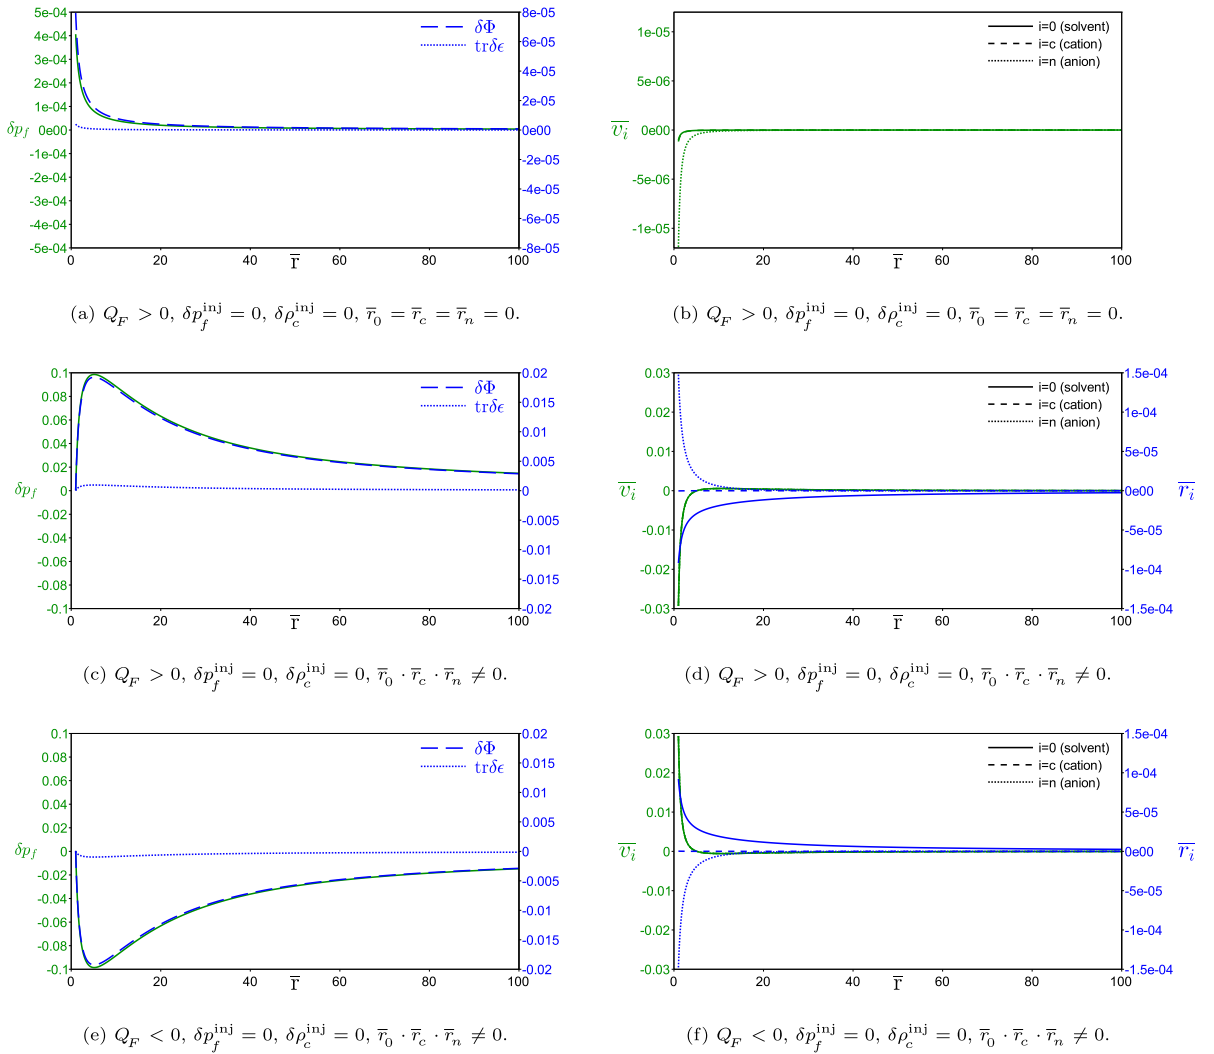 5e-04
4e-04
3e-04
2e-04
1e-04
0e00
-1e-04
-2e-04
-3e-04
-4e-04
-5e-04
δp_f
8e-05
6e-05
4e-05
2e-05
0e00
-2e-05
-4e-05
-6e-05
-8e-05
δΦ
trδϵ
0 20 40 60 80 100
r̅
(a) Q_F > 0, δp_f^inj = 0, δρ_c^inj = 0, r̅_0 = r̅_c = r̅_n = 0.
1e-05
5e-06
0e00
-5e-06
-1e-05
v̅_i
i=0 (solvent)
i=c (cation)
i=n (anion)
0 20 40 60 80 100
r̅
(b) Q_F > 0, δp_f^inj = 0, δρ_c^inj = 0, r̅_0 = r̅_c = r̅_n = 0.
0.1
0.08
0.06
0.04
0.02
0
-0.02
-0.04
-0.06
-0.08
-0.1
δp_f
0.02
0.015
0.01
0.005
0
-0.005
-0.01
-0.015
-0.02
δΦ
trδϵ
0 20 40 60 80 100
r̅
(c) Q_F > 0, δp_f^inj = 0, δρ_c^inj = 0, r̅_0 · r̅_c · r̅_n ≠ 0.
0.03
0.02
0.01
0
-0.01
-0.02
-0.03
v̅_i
1.5e-04
1e-04
5e-05
0e00
-5e-05
-1e-04
-1.5e-04
r̅_i
i=0 (solvent)
i=c (cation)
i=n (anion)
0 20 40 60 80 100
r̅
(d) Q_F > 0, δp_f^inj = 0, δρ_c^inj = 0, r̅_0 · r̅_c · r̅_n ≠ 0.
0.1
0.08
0.06
0.04
0.02
0
-0.02
-0.04
-0.06
-0.08
-0.1
δp_f
0.02
0.015
0.01
0.005
0
-0.005
-0.01
-0.015
-0.02
δΦ
trδϵ
0 20 40 60 80 100
r̅
(e) Q_F < 0, δp_f^inj = 0, δρ_c^inj = 0, r̅_0 · r̅_c · r̅_n ≠ 0.
0.03
0.02
0.01
0
-0.01
-0.02
-0.03
v̅_i
1.5e-04
1e-04
5e-05
0e00
-5e-05
-1e-04
-1.5e-04
r̅_i
i=0 (solvent)
i=c (cation)
i=n (anion)
0 20 40 60 80 100
r̅
(f) Q_F < 0, δp_f^inj = 0, δρ_c^inj = 0, r̅_0 · r̅_c · r̅_n ≠ 0.